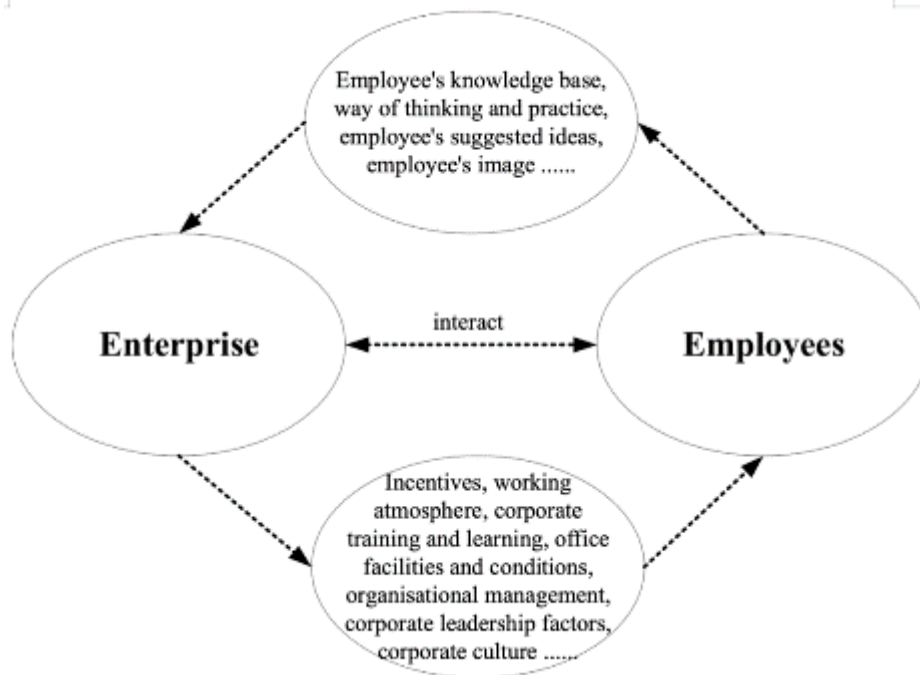 Employee's knowledge base,
way of thinking and practice,
employee's suggested ideas,
employee's image ......
interact
Enterprise
Employees
Incentives, working
atmosphere, corporate
training and learning, office
facilities and conditions,
organisational management,
corporate leadership factors,
corporate culture ......